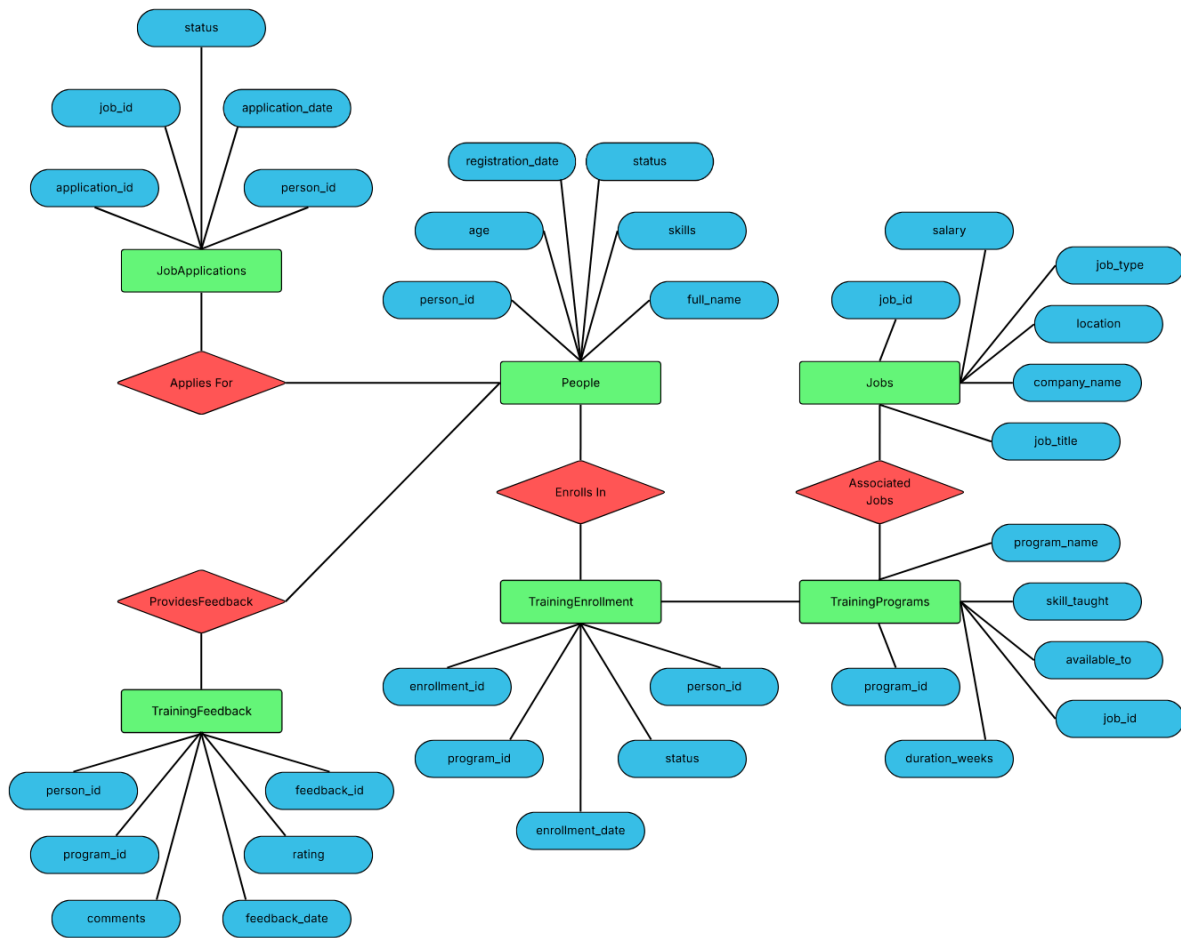 status
job_id
application_date
application_id
person_id
JobApplications
Applies For
registration_date
status
age
skills
person_id
full_name
People
salary
job_type
job_id
location
Jobs
company_name
job_title
Enrolls In
Associated
Jobs
program_name
ProvidesFeedback
TrainingEnrollment
TrainingPrograms
skill_taught
available_to
enrollment_id
person_id
program_id
job_id
program_id
status
duration_weeks
enrollment_date
TrainingFeedback
person_id
feedback_id
program_id
rating
comments
feedback_date